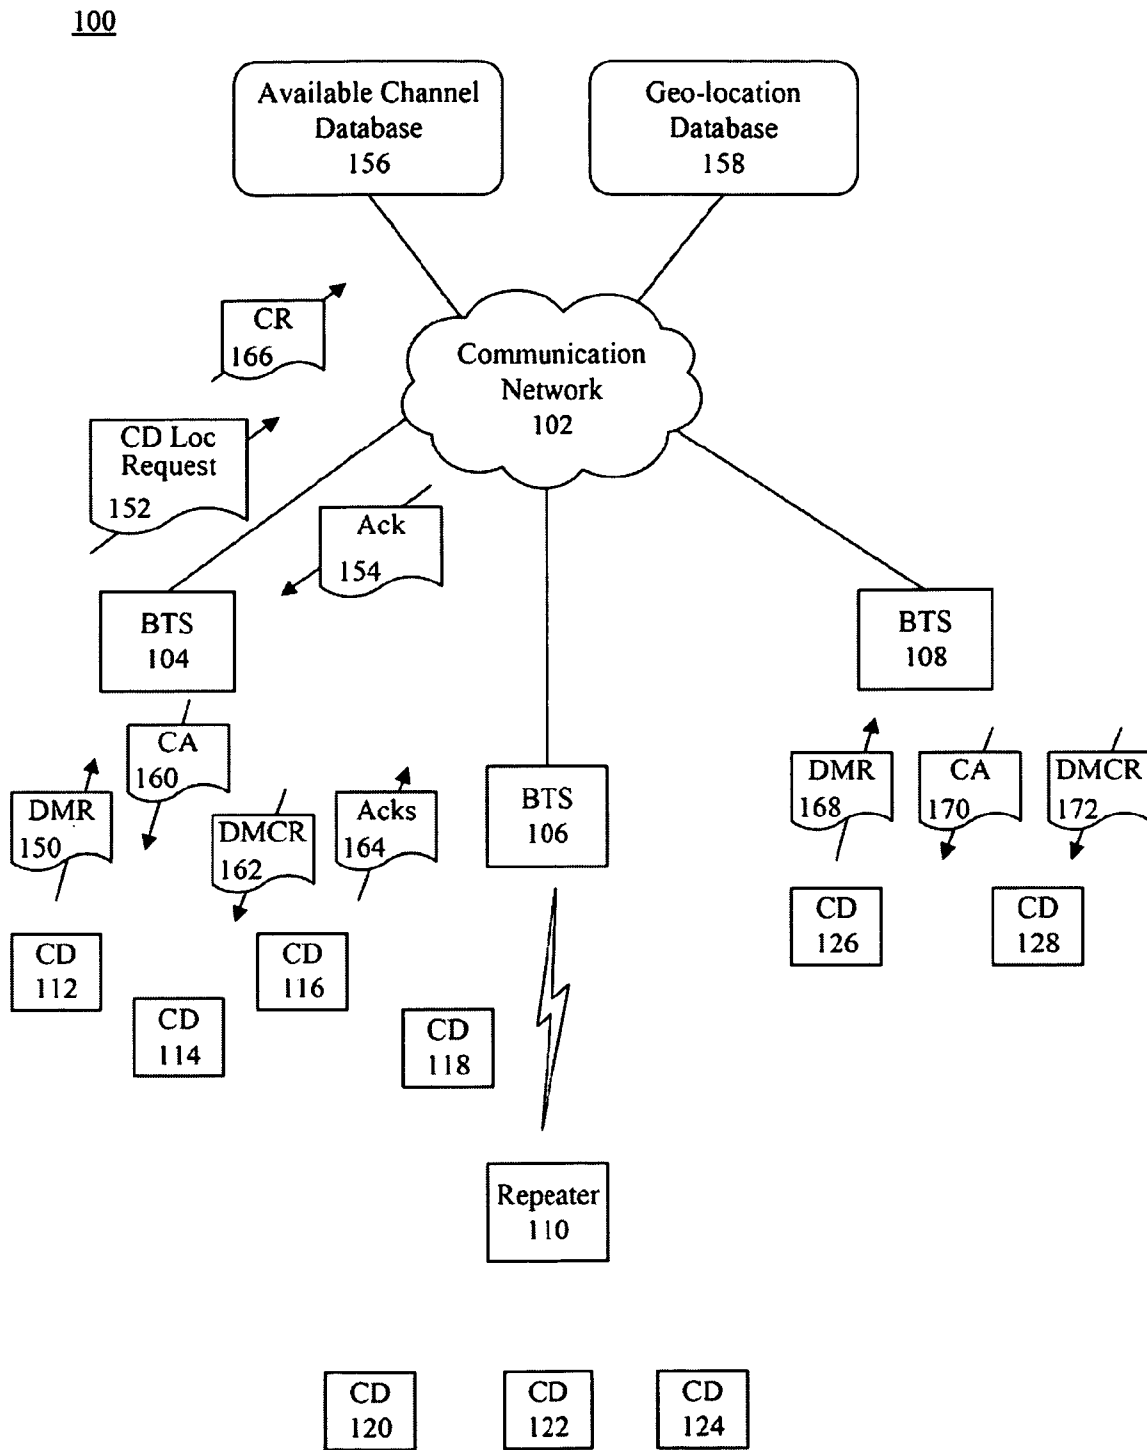 100
Available Channel
Database
156
Geo-location
Database
158
CR
166
Communication
Network
102
CD Loc
Request
152
Ack
154
BTS
104
BTS
108
CA
160
DMR
150
DMCR
162
Acks
164
BTS
106
DMR
168
CA
170
DMCR
172
CD
112
CD
116
CD
126
CD
128
CD
114
CD
118
Repeater
110
CD
120
CD
122
CD
124